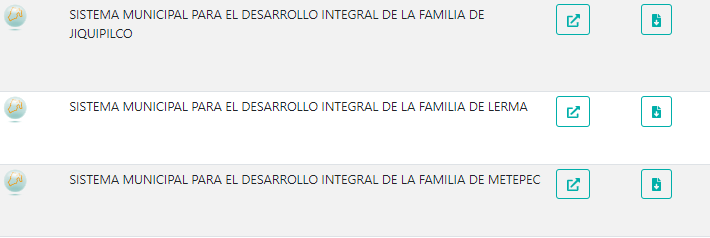 SISTEMA MUNICIPAL PARA EL DESARROLLO INTEGRAL DE LA FAMILIA DE
JIQUIPILCO
SISTEMA MUNICIPAL PARA EL DESARROLLO INTEGRAL DE LA FAMILIA DE LERMA
SISTEMA MUNICIPAL PARA EL DESARROLLO INTEGRAL DE LA FAMILIA DE METEPEC